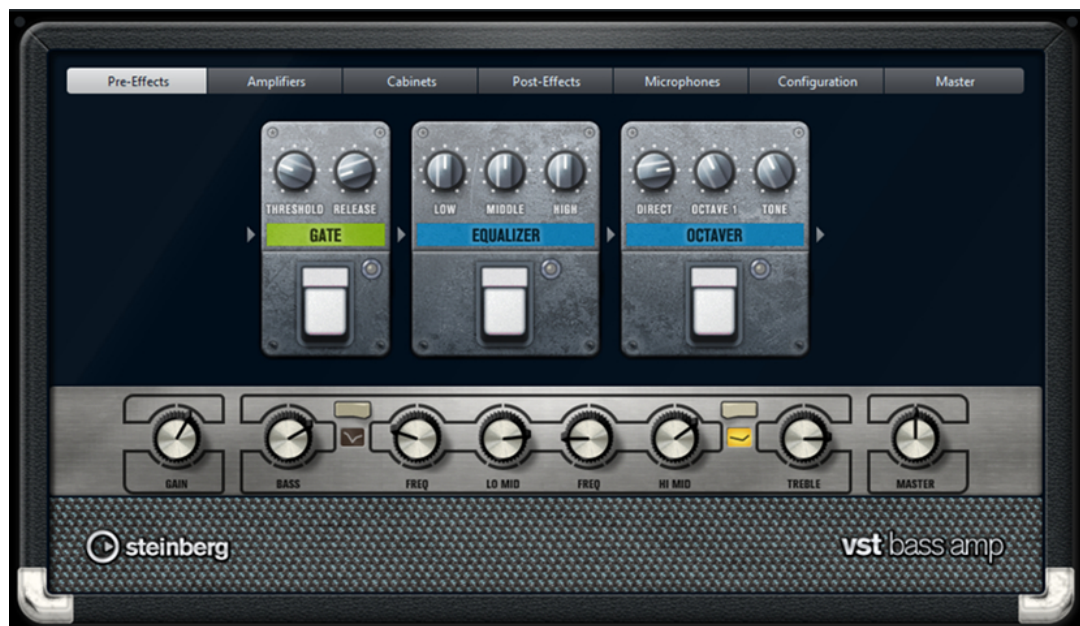 Pre-Effects Amplifiers Cabinets Post-Effects Microphones Configuration Master
THRESHOLD RELEASE LOW MIDDLE HIGH DIRECT OCTAVE 1 TONE
GATE EQUALIZER OCTAVER
GAIN BASS FREQ LO MID FREQ HI MID TREBLE MASTER
steinberg vst bass amp